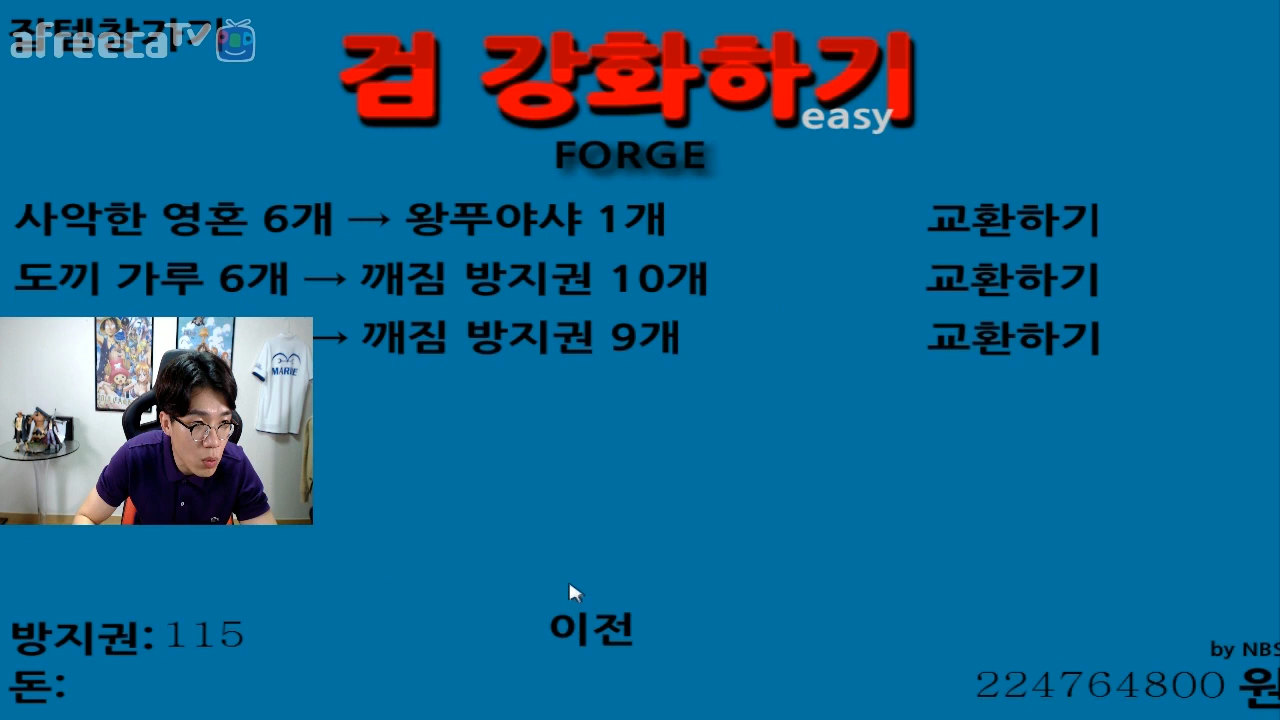 afreecaTV
검 강화하기
easy
FORGE
사악한 영혼 6개 → 왕푸야샤 1개 교환하기
도끼 가루 6개 → 깨짐 방지권 10개 교환하기
→ 깨짐 방지권 9개 교환하기
MARIE
이전
방지권: 115
by NBS
돈: 224764800 원